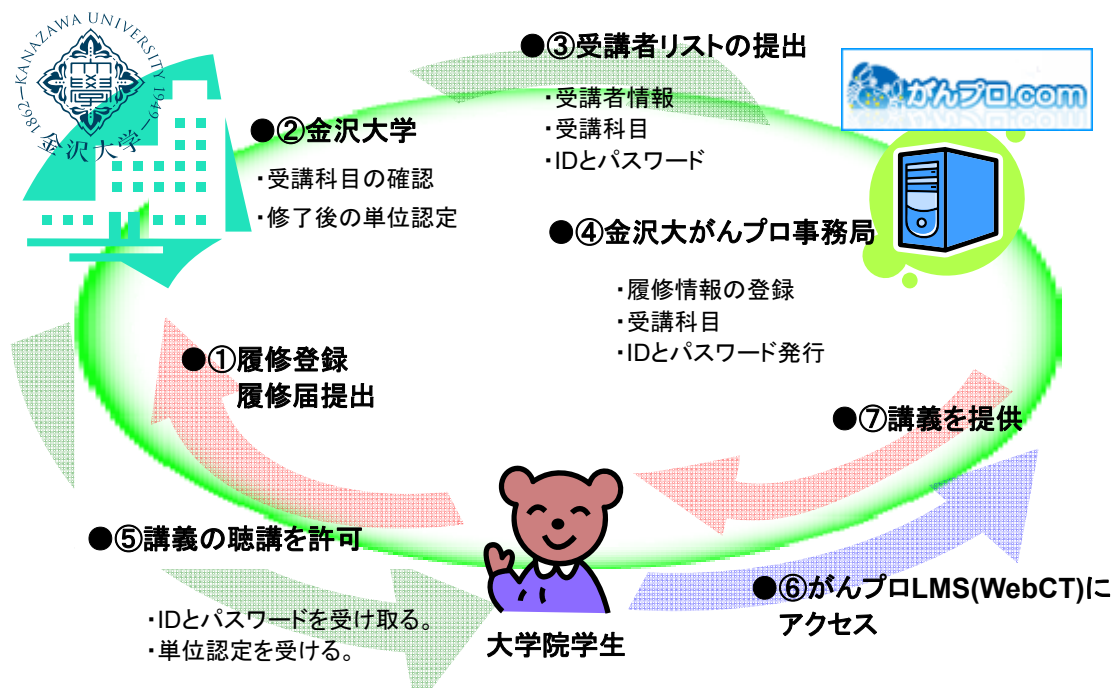 KANAZAWA UNIVERSITY
1862 1949
金沢大学
●③受講者リストの提出
・受講者情報
・受講科目
・IDとパスワード
がんプロ.com
●②金沢大学
・受講科目の確認
・修了後の単位認定
●④金沢大がんプロ事務局
・履修情報の登録
・受講科目
・IDとパスワード発行
●①履修登録
履修届提出
●⑦講義を提供
●⑤講義の聴講を許可
・IDとパスワードを受け取る。
・単位認定を受ける。
大学院学生
●⑥がんプロLMS(WebCT)に
アクセス